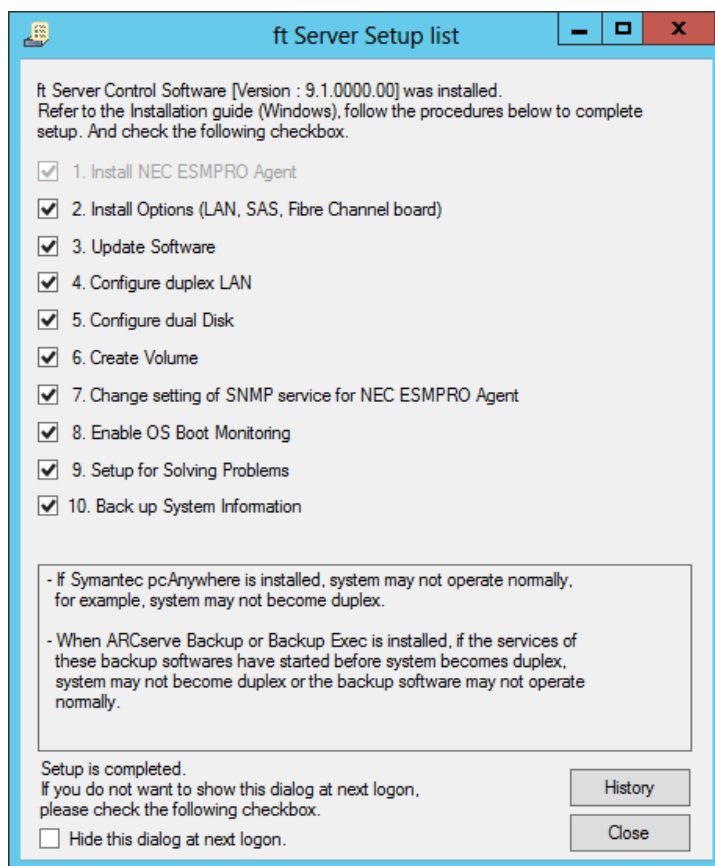 ft Server Setup list
ft Server Control Software [Version : 9.1.0000.00] was installed.
Refer to the Installation guide (Windows), follow the procedures below to complete
setup. And check the following checkbox.
1. Install NEC ESMPRO Agent
2. Install Options (LAN, SAS, Fibre Channel board)
3. Update Software
4. Configure duplex LAN
5. Configure dual Disk
6. Create Volume
7. Change setting of SNMP service for NEC ESMPRO Agent
8. Enable OS Boot Monitoring
9. Setup for Solving Problems
10. Back up System Information
- If Symantec pcAnywhere is installed, system may not operate normally,
for example, system may not become duplex.
- When ARCserve Backup or Backup Exec is installed, if the services of
these backup softwares have started before system becomes duplex,
system may not become duplex or the backup software may not operate
normally.
Setup is completed.
If you do not want to show this dialog at next logon,
please check the following checkbox.
Hide this dialog at next logon.
History
Close